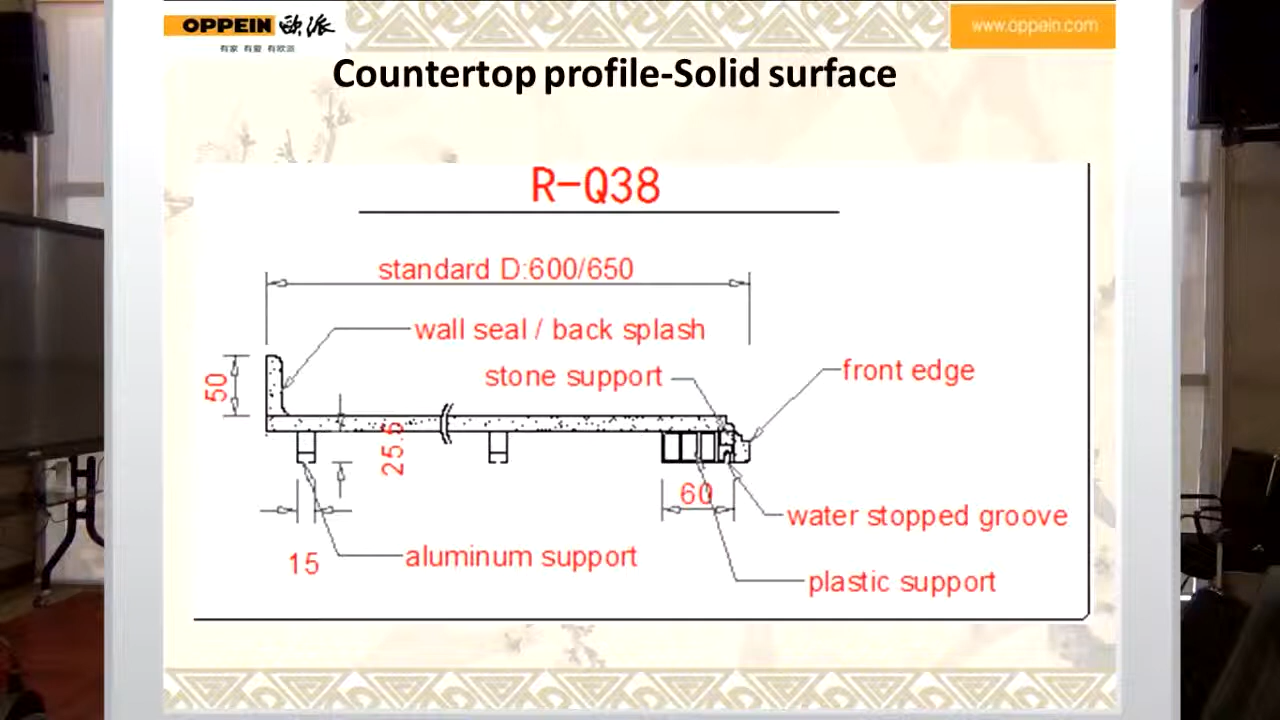 OPPEIN 欧派
有家 有爱 有欧派
www.oppein.com
Countertop profile-Solid surface
R-Q38
standard D:600/650
wall seal / back splash
stone support
front edge
50
25.5
60
water stopped groove
15
aluminum support
plastic support